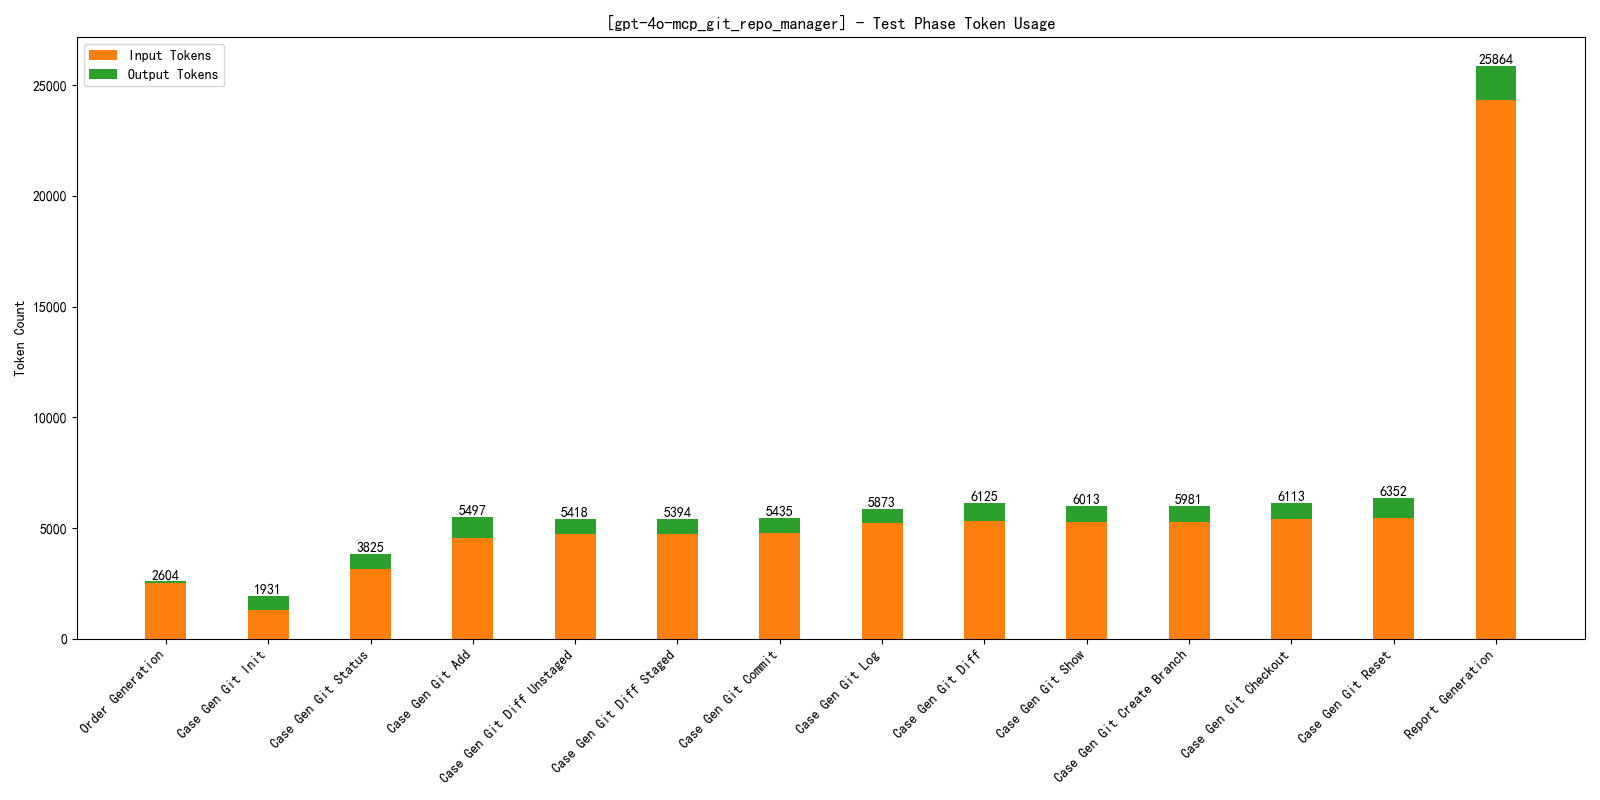 [gpt-4o-mcp_git_repo_manager] - Test Phase Token Usage
Input Tokens
Output Tokens
Token Count
25000
20000
15000
10000
5000
0
2604
1931
3825
5497
5418
5394
5435
5873
6125
6013
5981
6113
6352
25864
Order Generation
Case Gen Git Init
Case Gen Git Status
Case Gen Git Add
Case Gen Git Diff Unstaged
Case Gen Git Diff Staged
Case Gen Git Commit
Case Gen Git Log
Case Gen Git Diff
Case Gen Git Show
Case Gen Git Create Branch
Case Gen Git Checkout
Case Gen Git Reset
Report Generation